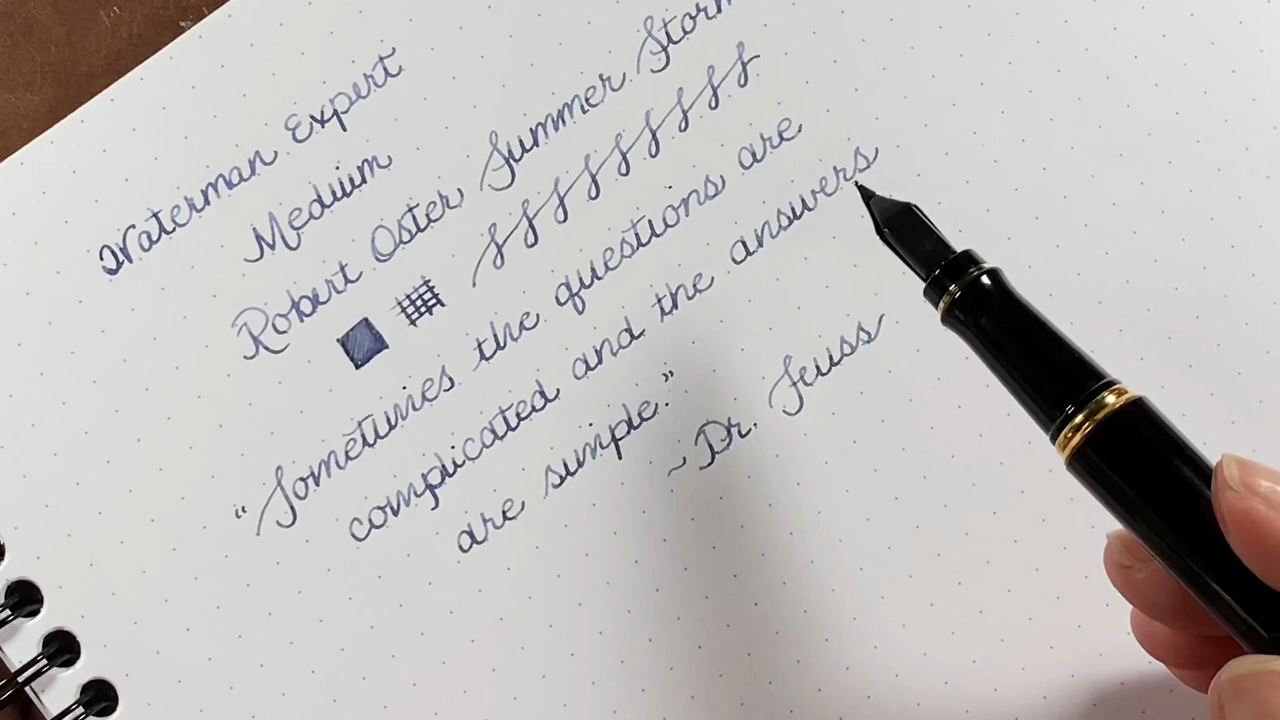 Waterman Expert
Medium
Robert Oster Summer Storm
"Sometimes the questions are
complicated and the answers
are simple."
~Dr. Seuss